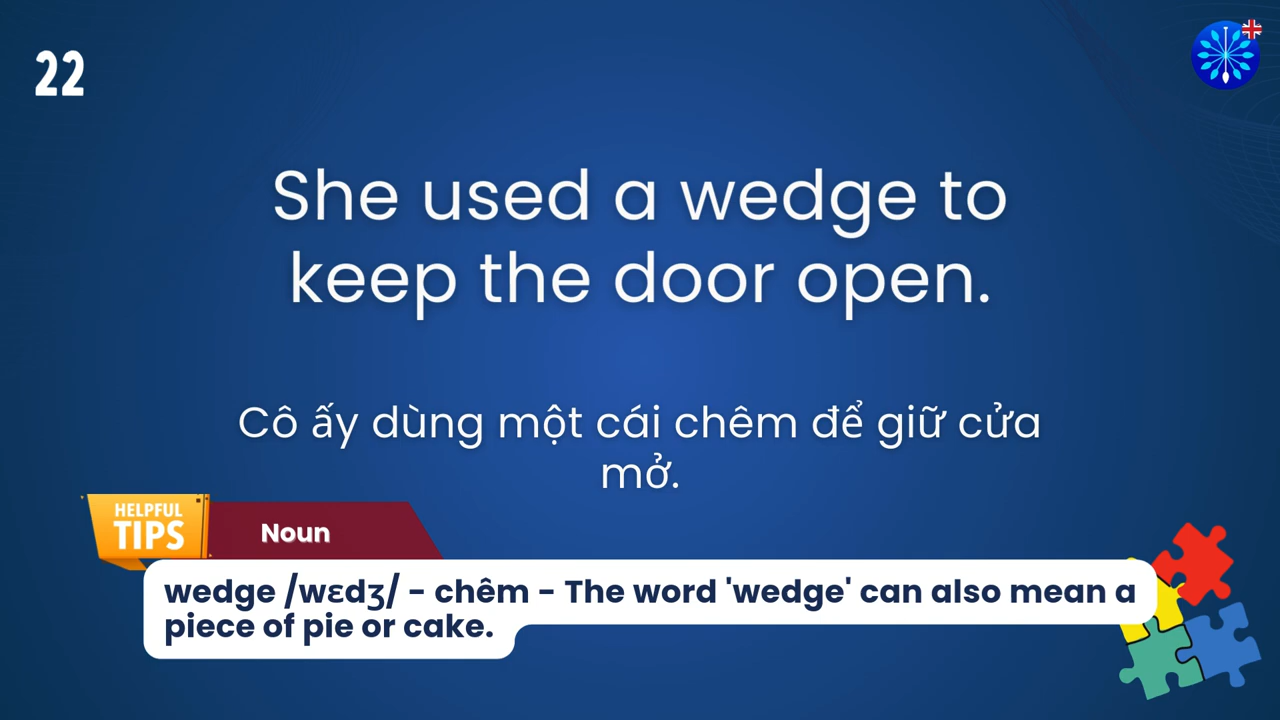 22
She used a wedge to
keep the door open.
Cô ấy dùng một cái chêm để giữ cửa
mở.
HELPFUL
TIPS
Noun
wedge /wɛdʒ/ - chêm - The word 'wedge' can also mean a
piece of pie or cake.